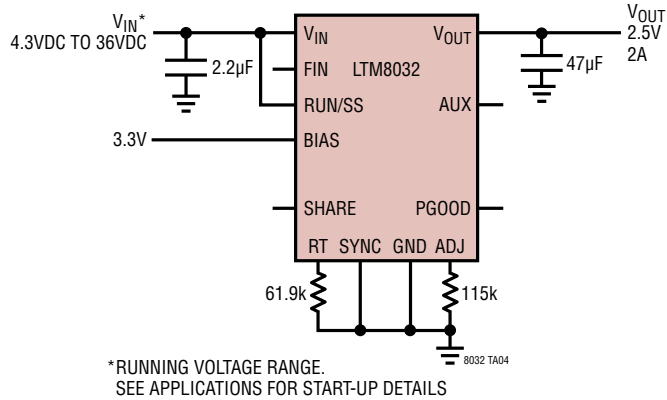 VIN*
4.3VDC TO 36VDC
2.2µF
3.3V
VIN
FIN
RUN/SS
BIAS
SHARE
LTM8032
VOUT
AUX
PGOOD
RT SYNC GND ADJ
47µF
VOUT
2.5V
2A
61.9k
115k
8032 TA04
*RUNNING VOLTAGE RANGE.
SEE APPLICATIONS FOR START-UP DETAILS